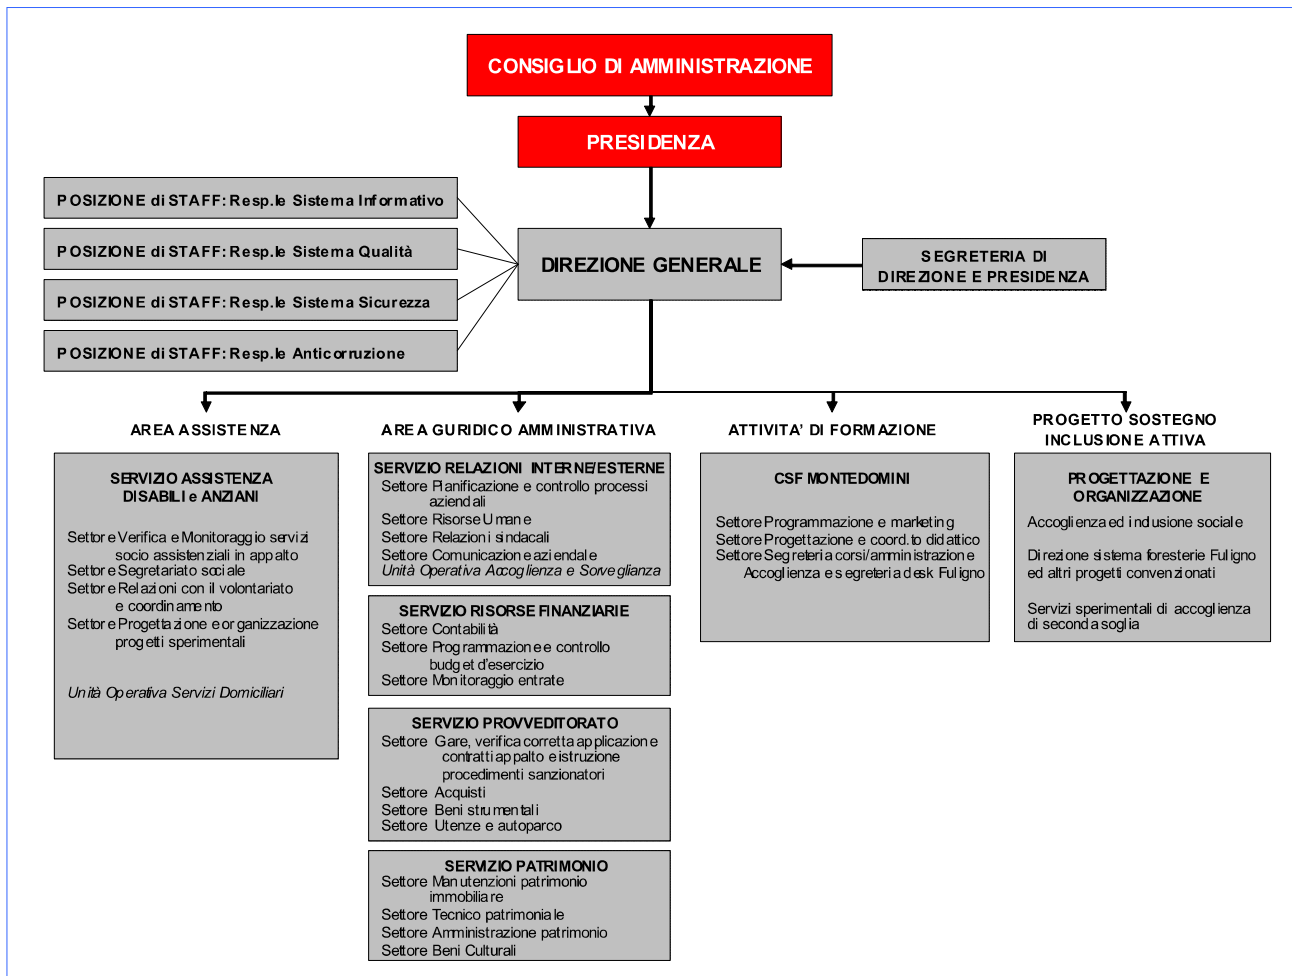 CONSIGLIO DI AMMINISTRAZIONE
PRESIDENZA
POSIZIONE di STAFF: Resp.le Sistema Informativo
POSIZIONE di STAFF: Resp.le Sistema Qualità
POSIZIONE di STAFF: Resp.le Sistema Sicurezza
POSIZIONE di STAFF: Resp.le Anticorruzione
DIREZIONE GENERALE
SEGRETERIA DI
DIREZIONE E PRESIDENZA
AREA ASSISTENZA
SERVIZIO ASSISTENZA
DISABILI e ANZIANI
Settore Verifica e Monitoraggio servizi
socio assistenziali in appalto
Settore Segretariato sociale
Settore Relazioni con il volontariato
e coordinamento
Settore Progettazione e organizzazione
progetti sperimentali
Unità Operativa Servizi Domiciliari
AREA GURIDICO AMMINISTRATIVA
SERVIZIO RELAZIONI INTERNE/ESTERNE
Settore Pianificazione e controllo processi
aziendali
Settore Risorse Umane
Settore Relazioni sindacali
Settore Comunicazione aziendale
Unità Operativa Accoglienza e Sorveglianza
SERVIZIO RISORSE FINANZIARIE
Settore Contabilità
Settore Programmazione e controllo
budget d'esercizio
Settore Monitoraggio entrate
SERVIZIO PROVVEDITORATO
Settore Gare, verifica corretta applicazione
contratti appalto e istruzione
procedimenti sanzionatori
Settore Acquisti
Settore Beni strumentali
Settore Utenze e autoparco
SERVIZIO PATRIMONIO
Settore Manutenzioni patrimonio
immobiliare
Settore Tecnico patrimoniale
Settore Amministrazione patrimonio
Settore Beni Culturali
ATTIVITA' DI FORMAZIONE
CSF MONTEDOMINI
Settore Programmazione e marketing
Settore Progettazione e coord.to didattico
Settore Segreteria corsi/amministrazione
Accoglienza e segreteria desk Fuligno
PROGETTO SOSTEGNO
INCLUSIONE ATTIVA
PROGETTAZIONE E
ORGANIZZAZIONE
Accoglienza ed indusione sociale
Direzione sistema foresterie Fuligno
ed altri progetti convenzionati
Servizi sperimentali di accoglienza
di seconda soglia